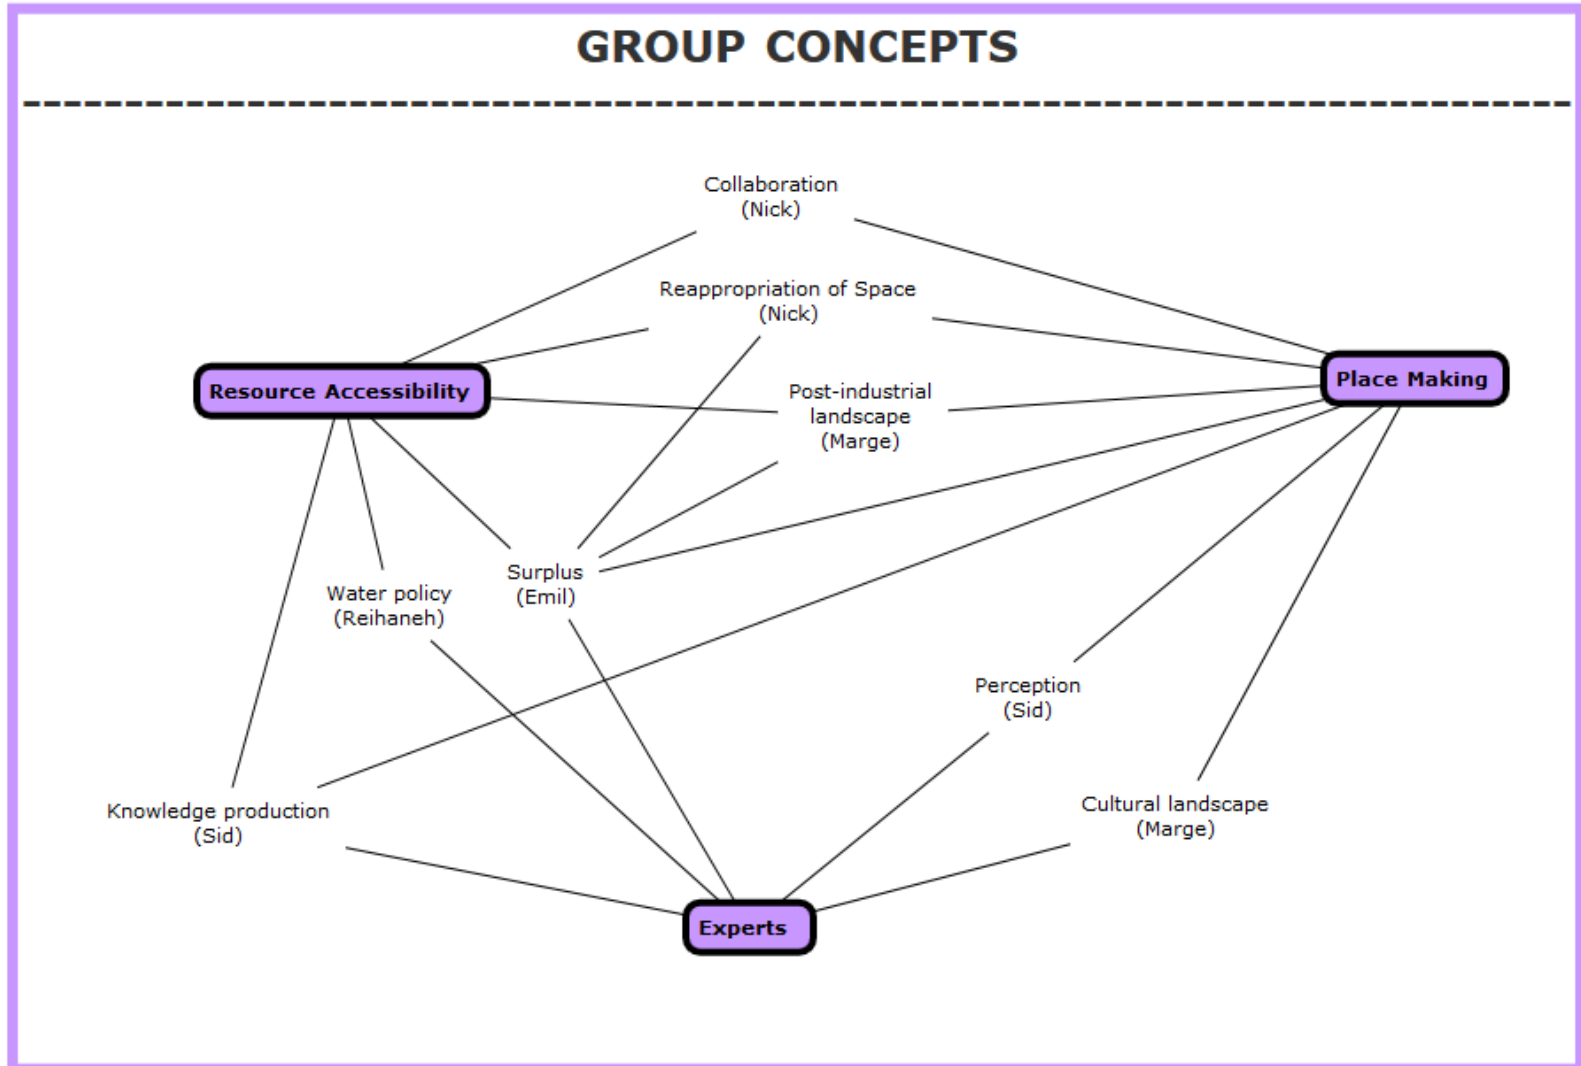 GROUP CONCEPTS
Collaboration
(Nick)
Reappropriation of Space
(Nick)
Resource Accessibility
Place Making
Post-industrial
landscape
(Marge)
Surplus
(Emil)
Water policy
(Reihaneh)
Perception
(Sid)
Knowledge production
(Sid)
Cultural landscape
(Marge)
Experts